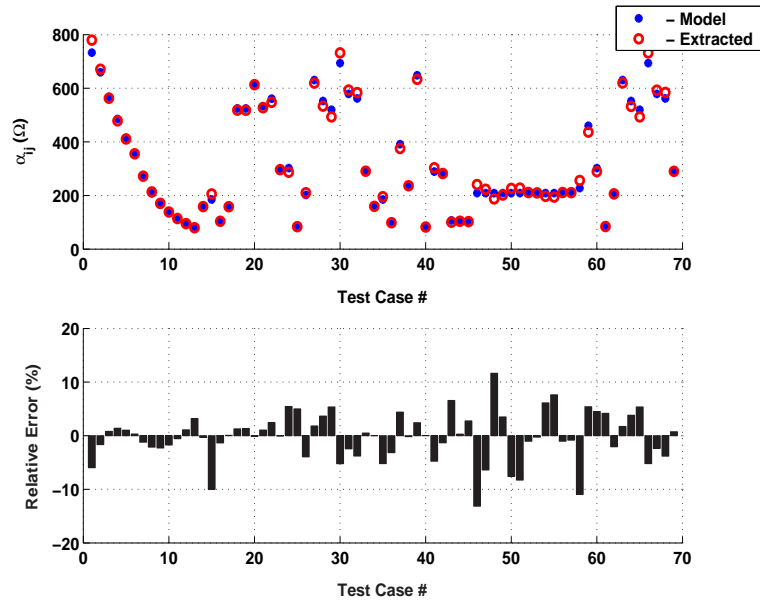 – Model
– Extracted
800
600
400
200
0
α_ij (Ω)
0 10 20 30 40 50 60 70
Test Case #
20
10
0
−10
−20
Relative Error (%)
0 10 20 30 40 50 60 70
Test Case #